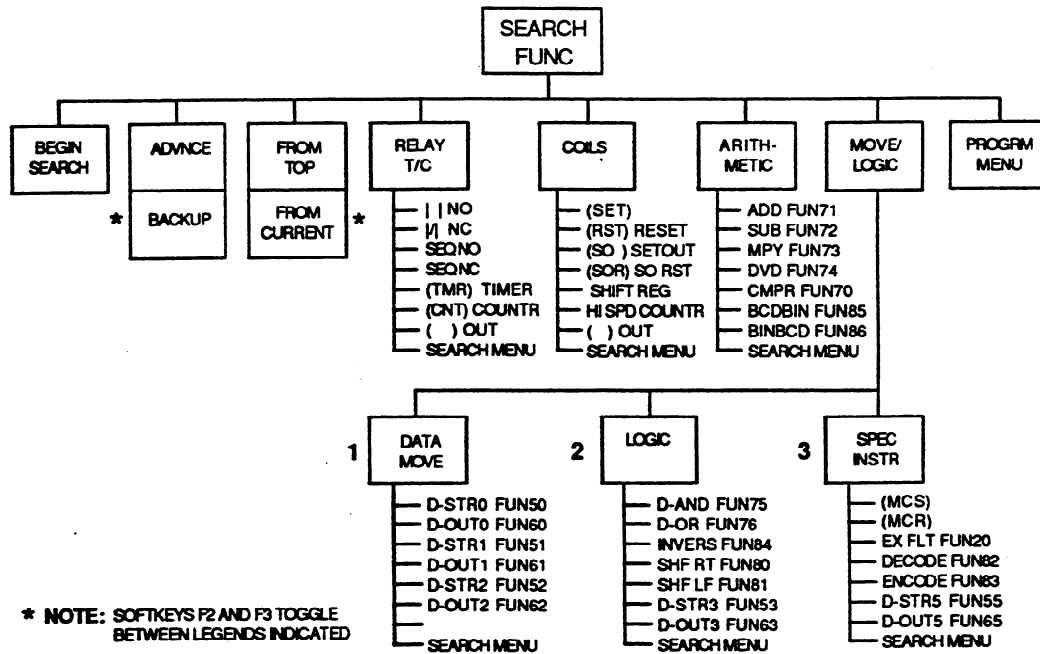 SEARCH
FUNC
BEGIN
SEARCH
ADVNCE
* BACKUP
FROM
TOP
FROM
CURRENT *
RELAY
T/C
| | NO
|/| NC
SEQ NO
SEQ NC
(TMR) TIMER
(CNT) COUNTR
( ) OUT
SEARCH MENU
COILS
(SET)
(RST) RESET
(SO ) SETOUT
(SOR) SO RST
SHIFT REG
HI SPD COUNTR
( ) OUT
SEARCH MENU
ARITH-
METIC
ADD FUN71
SUB FUN72
MPY FUN73
DVD FUN74
CMPR FUN70
BCDBIN FUN85
BINBCD FUN86
SEARCH MENU
MOVE/
LOGIC
PROGRM
MENU
1 DATA
MOVE
D-STR0 FUN50
D-OUT0 FUN60
D-STR1 FUN51
D-OUT1 FUN61
D-STR2 FUN52
D-OUT2 FUN62
SEARCH MENU
2 LOGIC
D-AND FUN75
D-OR FUN76
INVERS FUN84
SHF RT FUN80
SHF LF FUN81
D-STR3 FUN53
D-OUT3 FUN63
SEARCH MENU
3 SPEC
INSTR
(MCS)
(MCR)
EX FLT FUN20
DECODE FUN82
ENCODE FUN83
D-STR5 FUN55
D-OUT5 FUN65
SEARCH MENU
* NOTE: SOFTKEYS F2 AND F3 TOGGLE
BETWEEN LEGENDS INDICATED